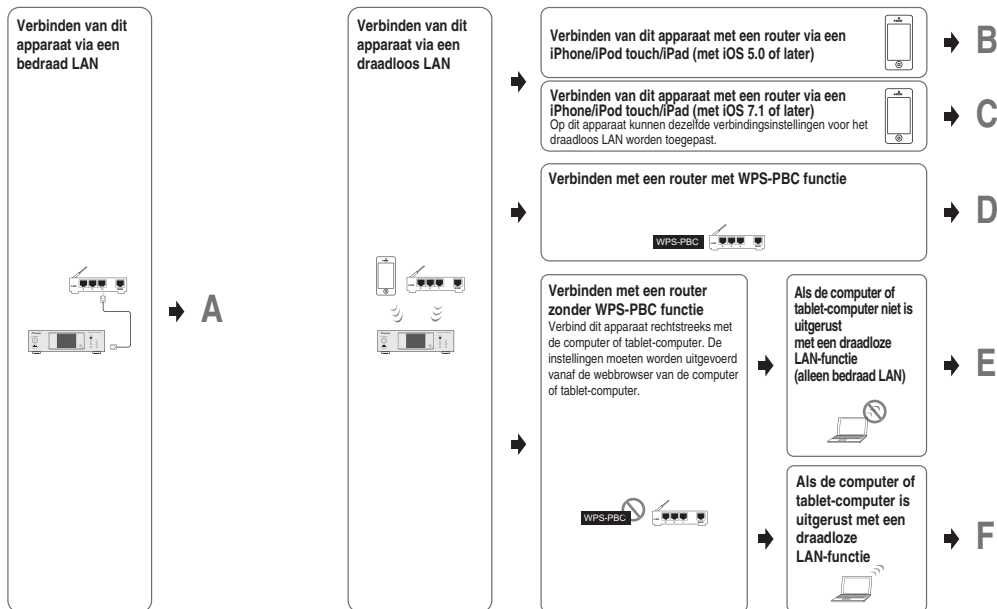 Verbinden van dit
apparaat via een
bedraad LAN
A
Verbinden van dit
apparaat via een
draadloos LAN
Verbinden van dit apparaat met een router via een
iPhone/iPod touch/iPad (met iOS 5.0 of later)
B
Verbinden van dit apparaat met een router via een
iPhone/iPod touch/iPad (met iOS 7.1 of later)
Op dit apparaat kunnen dezelfde verbindingsinstellingen voor het
draadloos LAN worden toegepast.
C
Verbinden met een router met WPS-PBC functie
WPS-PBC
D
Verbinden met een router
zonder WPS-PBC functie
Verbind dit apparaat rechtstreeks met
de computer of tablet-computer. De
instellingen moeten worden uitgevoerd
vanaf de webbrowser van de computer
of tablet-computer.
WPS-PBC
Als de computer of
tablet-computer niet is
uitgerust
met een draadloze
LAN-functie
(alleen bedraad LAN)
E
Als de computer of
tablet-computer is
uitgerust met een
draadloze
LAN-functie
F